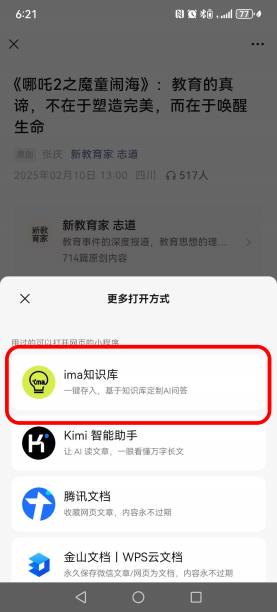 6:21
77
《哪吒2之魔童闹海》：教育的真
谛，不在于塑造完美，而在于唤醒
生命
原创 张庆 新教育家 志道
2025年02月10日 13:00 四川 517人
新教育家 志道
教育事件的深度报道，教育思想的理...
714篇原创内容
更多打开方式
用过的可以打开网页的小程序
ima知识库
一键存入，基于知识库定制AI问答
Kimi 智能助手
让 AI 读文章，一眼看懂万字长文
腾讯文档
收藏网页文章，内容永不过期
金山文档丨WPS云文档
永久保存微信文章/网页为文档，内容永不过期